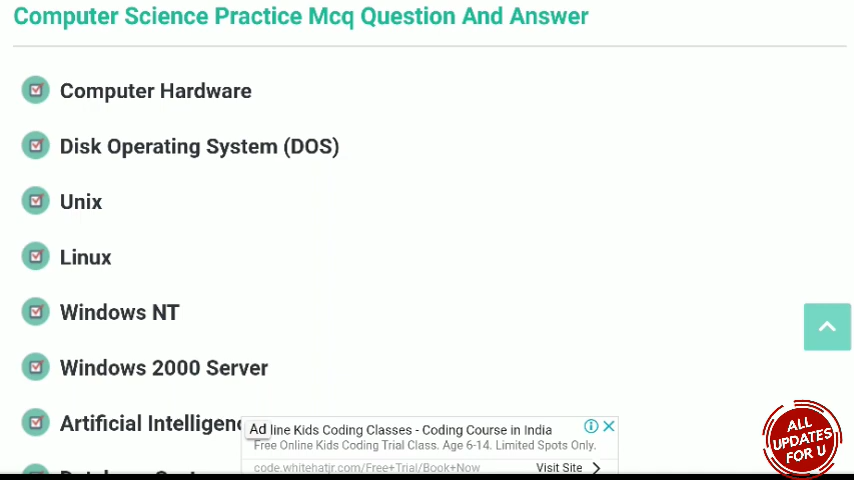 Computer Science Practice Mcq Question And Answer
Computer Hardware
Disk Operating System (DOS)
Unix
Linux
Windows NT
Windows 2000 Server
Artificial Intelligen
Ad line Kids Coding Classes - Coding Course in India
Free Online Kids Coding Trial Class. Age 6-14. Limited Spots Only.
code.whitehatjr.com/Free+Trial/Book+Now
Visit Site
ALL
UPDATES
FOR U